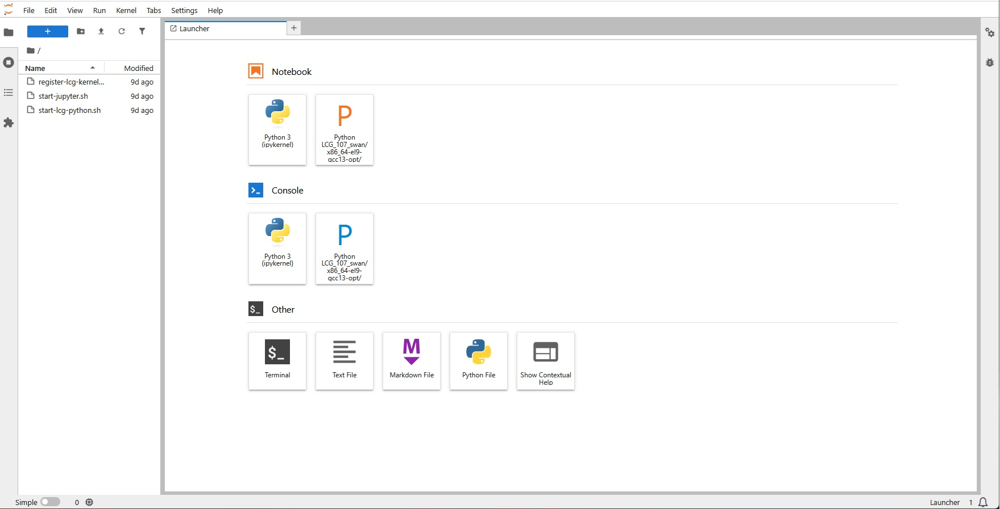 File Edit View Run Kernel Tabs Settings Help
+
Launcher
+
/
Name Modified
register-lcg-kernel... 9d ago
start-jupyter.sh 9d ago
start-lcg-python.sh 9d ago
Notebook
Python 3
(ipykernel)
P
Python
LCG_107_swan/
x86_64-el9-
gcc13-opt/
Console
Python 3
(ipykernel)
P
Python
LCG_107_swan/
x86_64-el9-
gcc13-opt/
$_
Other
$_
Terminal
Text File
M
Markdown File
Python File
Show Contextual
Help
Simple 0
Launcher 1